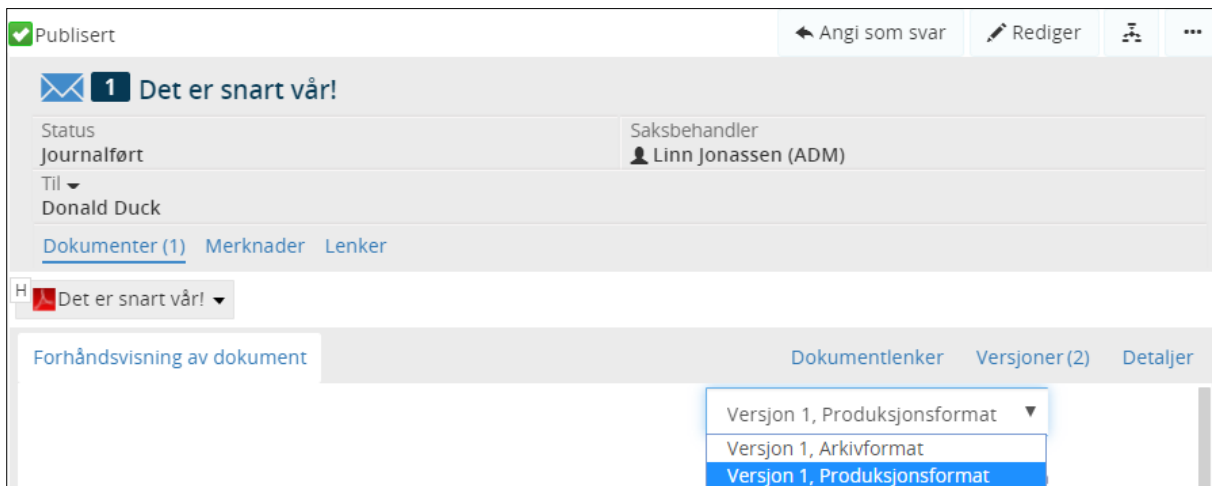 Publisert
Angi som svar
Rediger
1 Det er snart vår!
Status
Saksbehandler
Journalført
Linn Jonassen (ADM)
Til
Donald Duck
Dokumenter (1) Merknader Lenker
H
Det er snart vår!
Forhåndsvisning av dokument
Dokumentlenker Versjoner (2) Detaljer
Versjon 1, Produksjonsformat
Versjon 1, Arkivformat
Versjon 1, Produksjonsformat